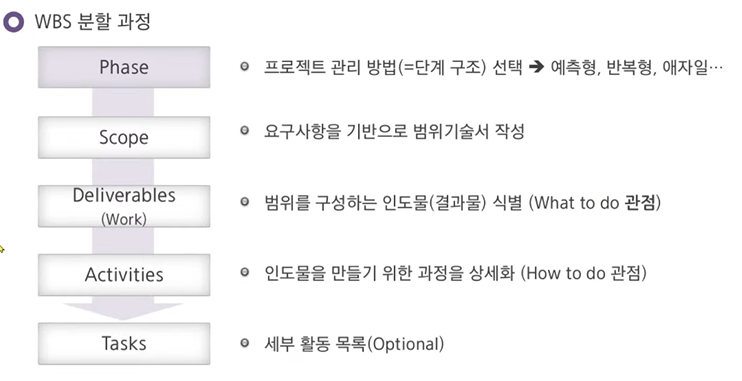 WBS 분할 과정
Phase
프로젝트 관리 방법(=단계 구조) 선택 ➔ 예측형, 반복형, 애자일…
Scope
요구사항을 기반으로 범위기술서 작성
Deliverables
(Work)
범위를 구성하는 인도물(결과물) 식별 (What to do 관점)
Activities
인도물을 만들기 위한 과정을 상세화 (How to do 관점)
Tasks
세부 활동 목록(Optional)